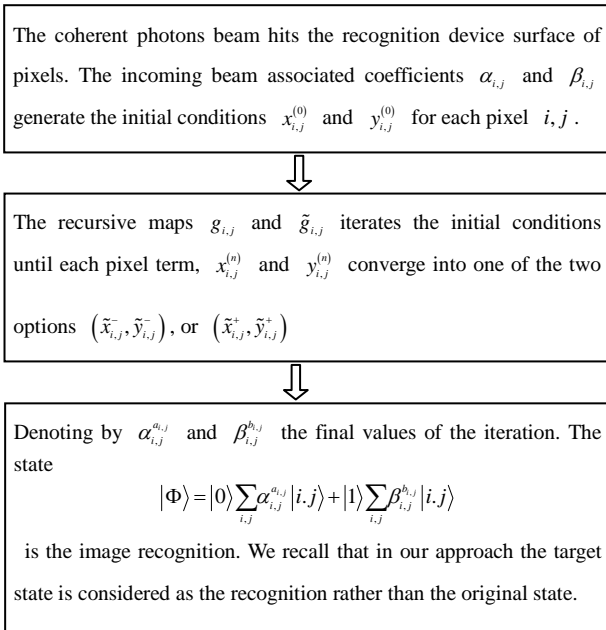 The coherent photons beam hits the recognition device surface of
pixels. The incoming beam associated coefficients α_{i,j} and β_{i,j}
generate the initial conditions x_{i,j}^{(0)} and y_{i,j}^{(0)} for each pixel i, j .
The recursive maps g_{i,j} and g̃_{i,j} iterates the initial conditions
until each pixel term, x_{i,j}^{(n)} and y_{i,j}^{(n)} converge into one of the two
options (x̃_{i,j}^{-}, ỹ_{i,j}^{-}), or (x̃_{i,j}^{+}, ỹ_{i,j}^{+})
Denoting by α_{i,j}^{a_{i,j}} and β_{i,j}^{b_{i,j}} the final values of the iteration. The
state
|Φ⟩ = |0⟩∑_{i,j} α_{i,j}^{a_{i,j}} |i.j⟩ + |1⟩∑_{i,j} β_{i,j}^{b_{i,j}} |i.j⟩
is the image recognition. We recall that in our approach the target
state is considered as the recognition rather than the original state.